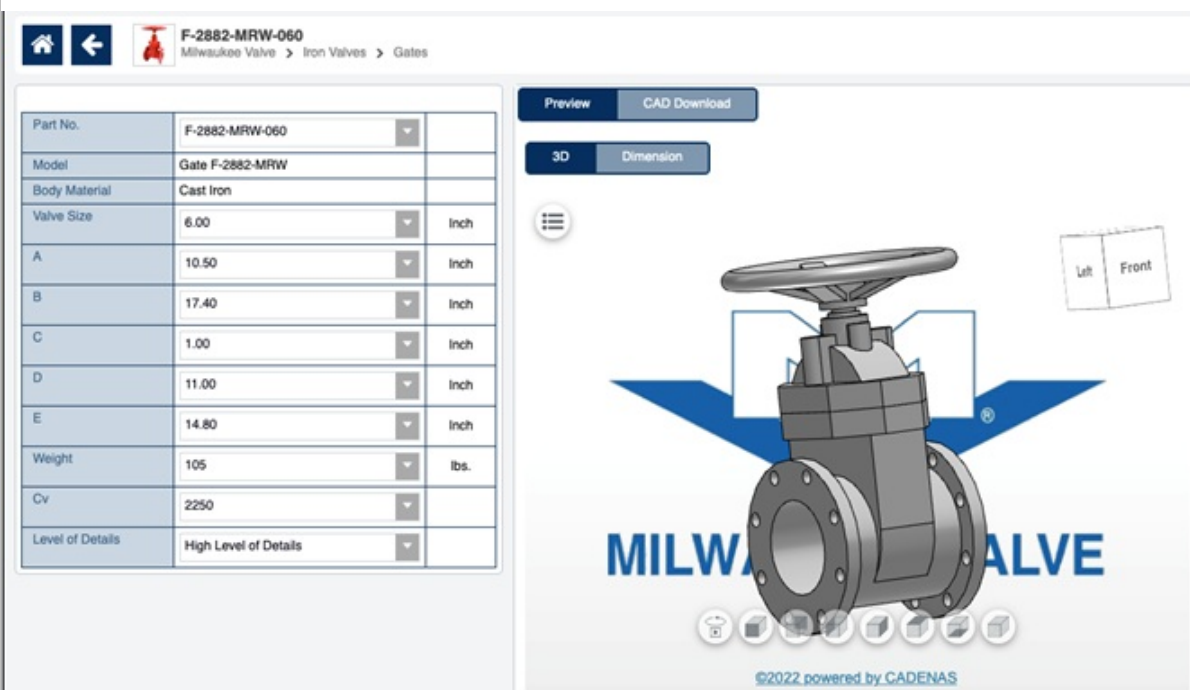 F-2882-MRW-060
Milwaukee Valve > Iron Valves > Gates
Preview CAD Download
3D Dimension
Part No. F-2882-MRW-060
Model Gate F-2882-MRW
Body Material Cast Iron
Valve Size 6.00 Inch
A 10.50 Inch
B 17.40 Inch
C 1.00 Inch
D 11.00 Inch
E 14.80 Inch
Weight 105 lbs.
Cv 2250
Level of Details High Level of Details
Left Front
®
MILWA ALVE
©2022 powered by CADENAS